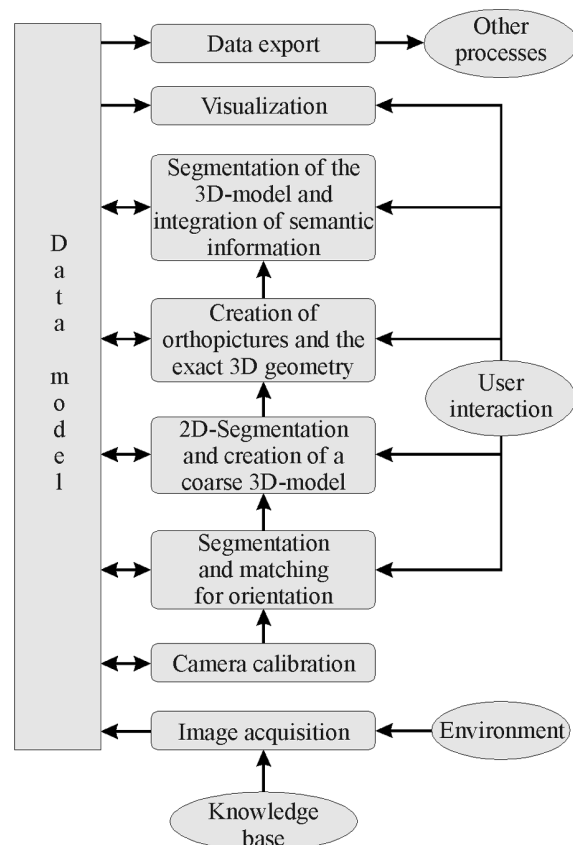 Data export
Other
processes
Visualization
Segmentation of the
3D-model and
integration of semantic
information
Data model
Creation of
orthopictures and the
exact 3D geometry
User
interaction
2D-Segmentation
and creation of a
coarse 3D-model
Segmentation
and matching
for orientation
Camera calibration
Image acquisition
Environment
Knowledge
base